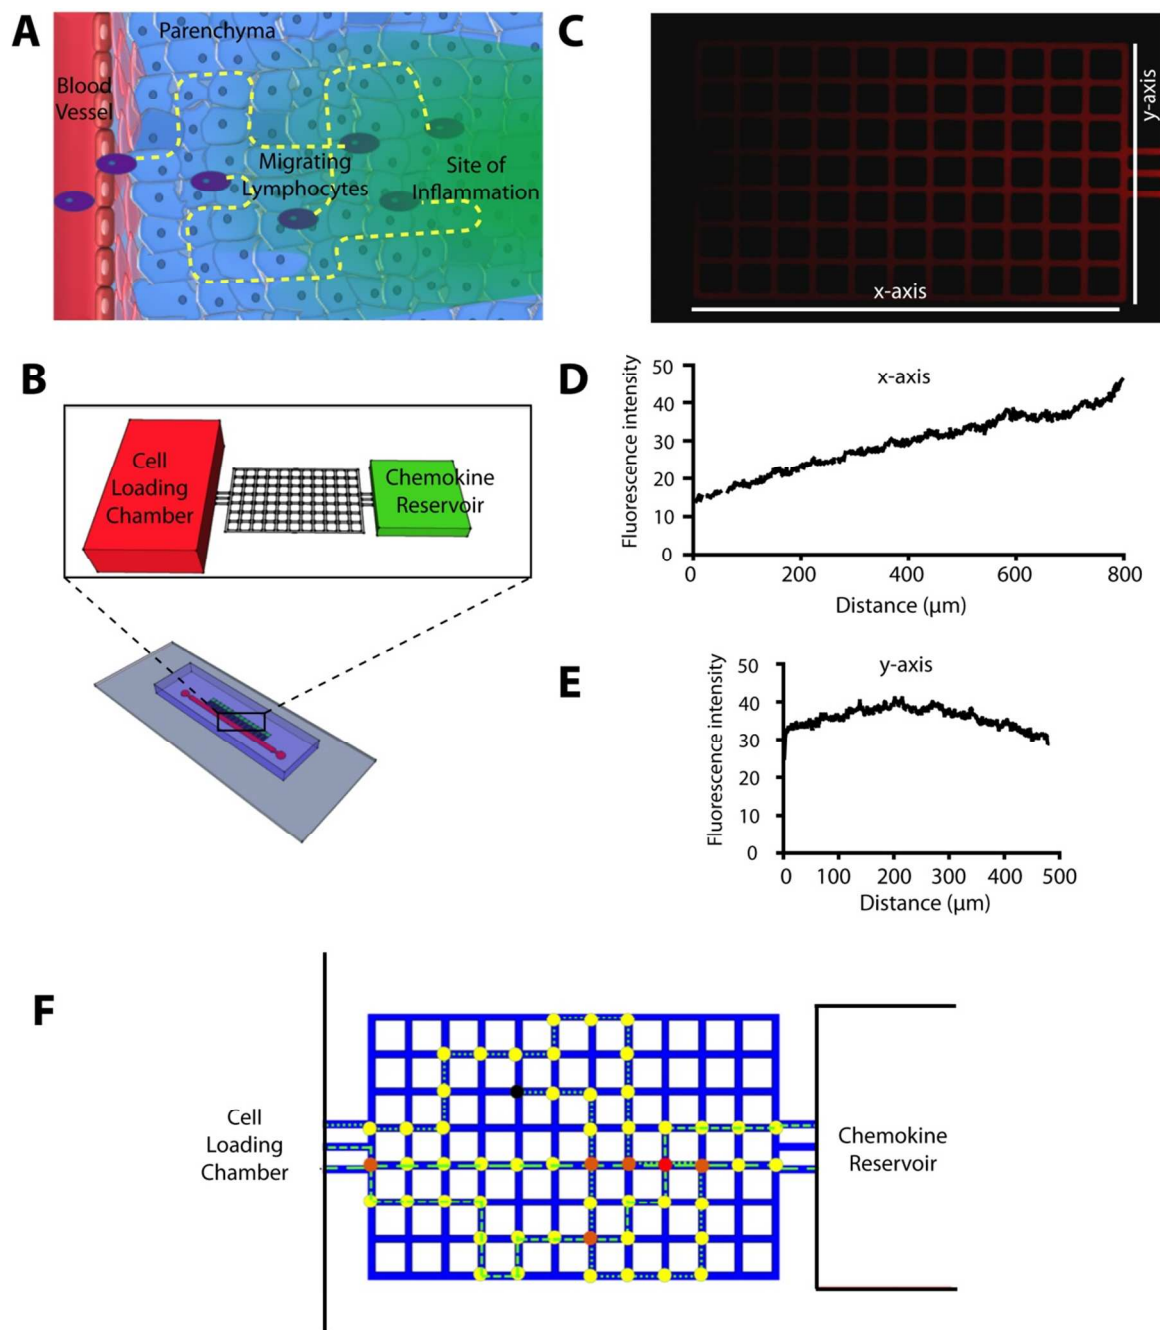 A
Parenchyma
Blood
Vessel
Migrating
Lymphocytes
Site of
Inflammation
C
y-axis
x-axis
B
Cell
Loading
Chamber
Chemokine
Reservoir
D
x-axis
Fluorescence intensity
50
40
30
20
10
0
0 200 400 600 800
Distance (µm)
E
y-axis
Fluorescence intensity
50
40
30
20
10
0
0 100 200 300 400 500
Distance (µm)
F
Cell
Loading
Chamber
Chemokine
Reservoir